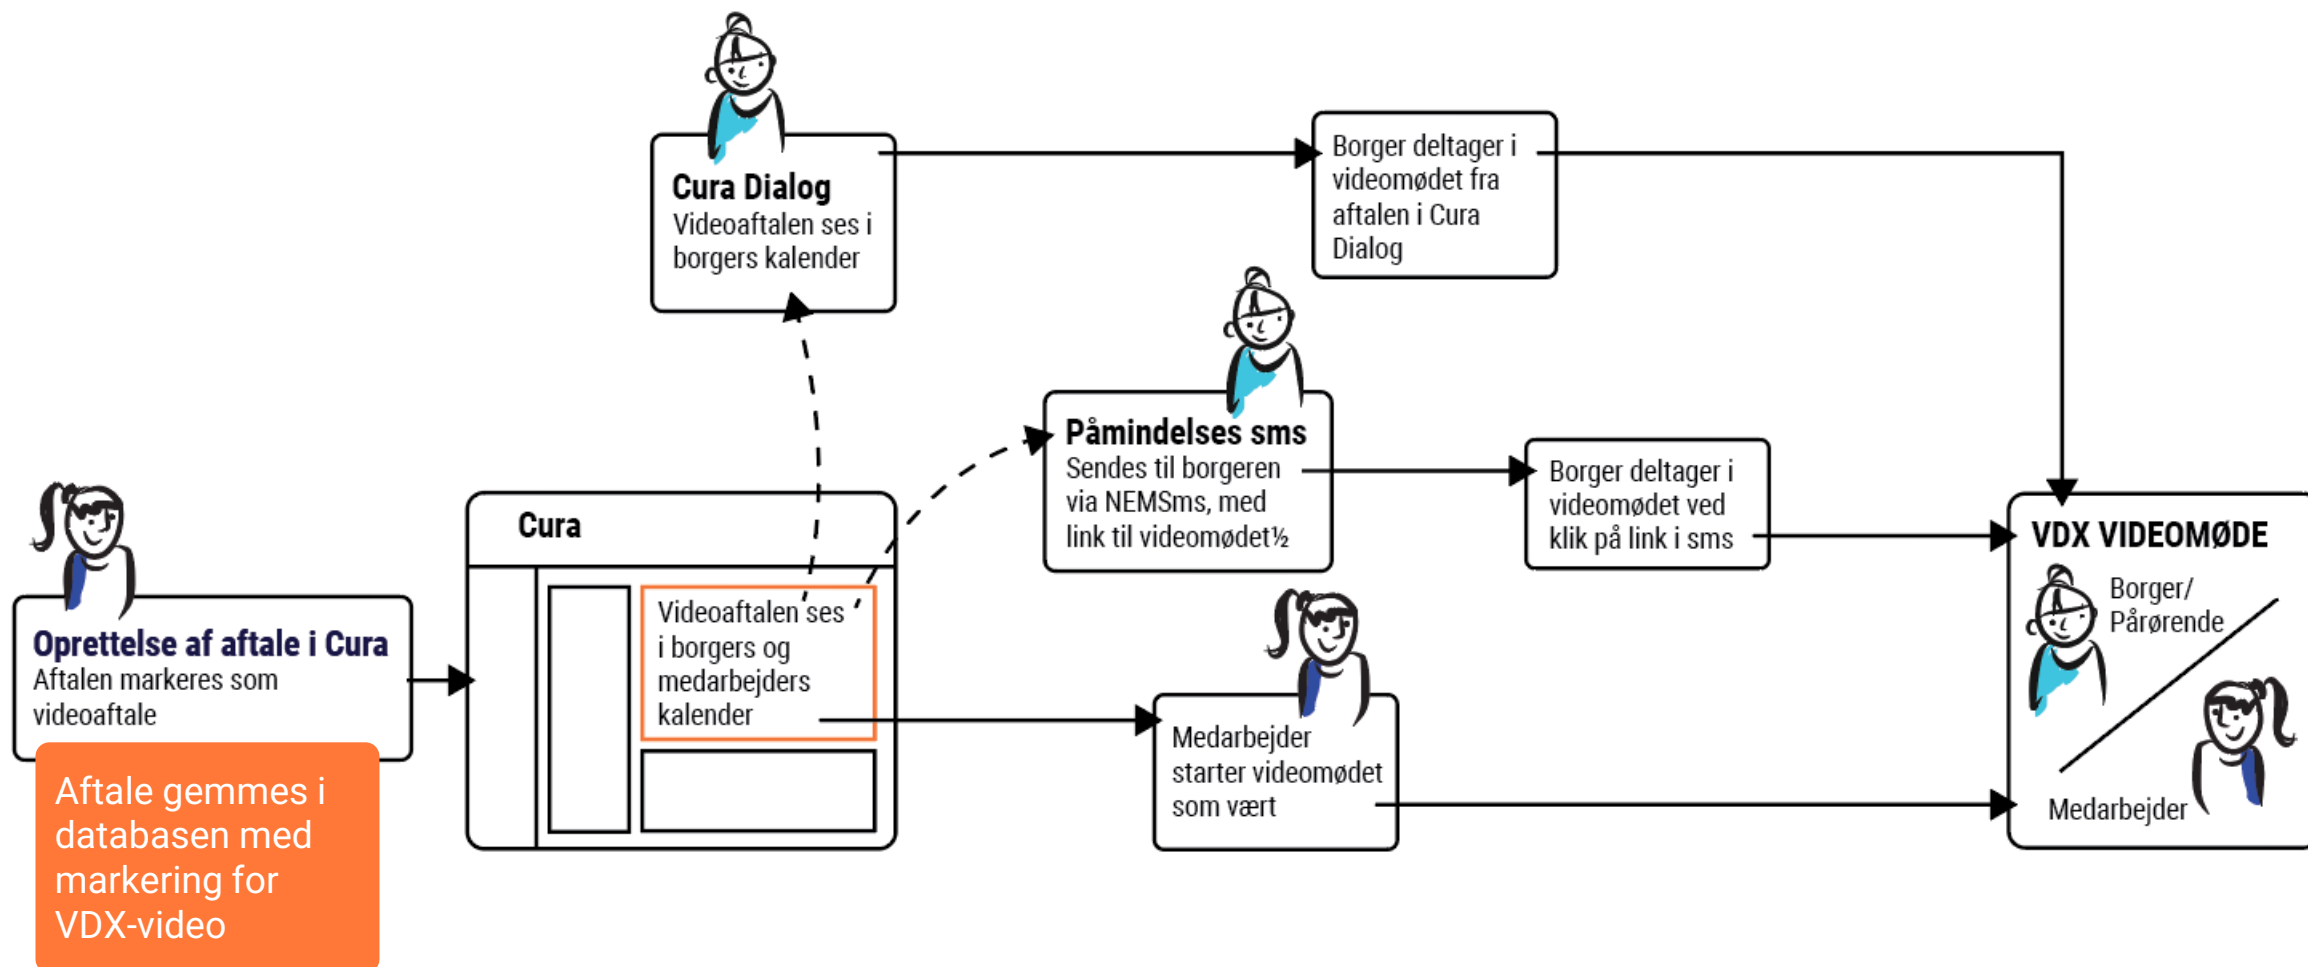 Cura Dialog
Videoaftalen ses i
borgers kalender
Borger deltager i
videomødet fra
aftalen i Cura
Dialog
Påmindelses sms
Sendes til borgeren
via NEMSms, med
link til videomødet½
Borger deltager i
videomødet ved
klik på link i sms
Oprettelse af aftale i Cura
Aftalen markeres som
videoaftale
Aftale gemmes i
databasen med
markering for
VDX-video
Cura
Videoaftalen ses
i borgers og
medarbejders
kalender
Medarbejder
starter videomødet
som vært
VDX VIDEOMØDE
Borger/
Pårørende
Medarbejder